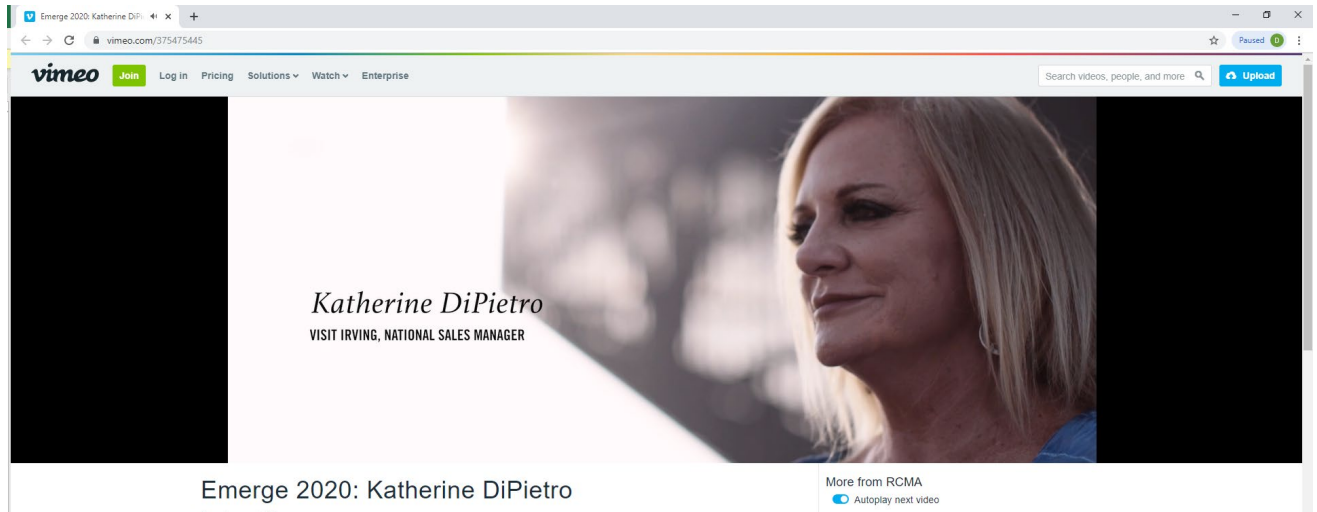 Emerge 2020: Katherine DiPi
vimeo.com/375475445
Paused D
vimeo Join Log in Pricing Solutions Watch Enterprise Search videos, people, and more Upload
Katherine DiPietro
VISIT IRVING, NATIONAL SALES MANAGER
Emerge 2020: Katherine DiPietro
More from RCMA
Autoplay next video